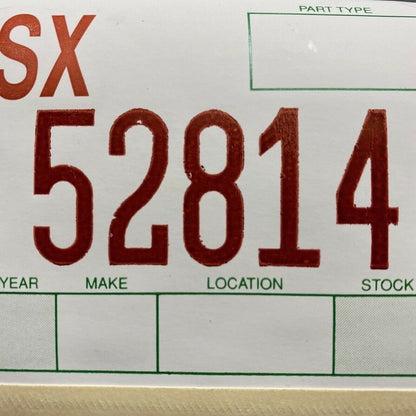 PART TYPE
SX
52814
YEAR MAKE LOCATION STOCK